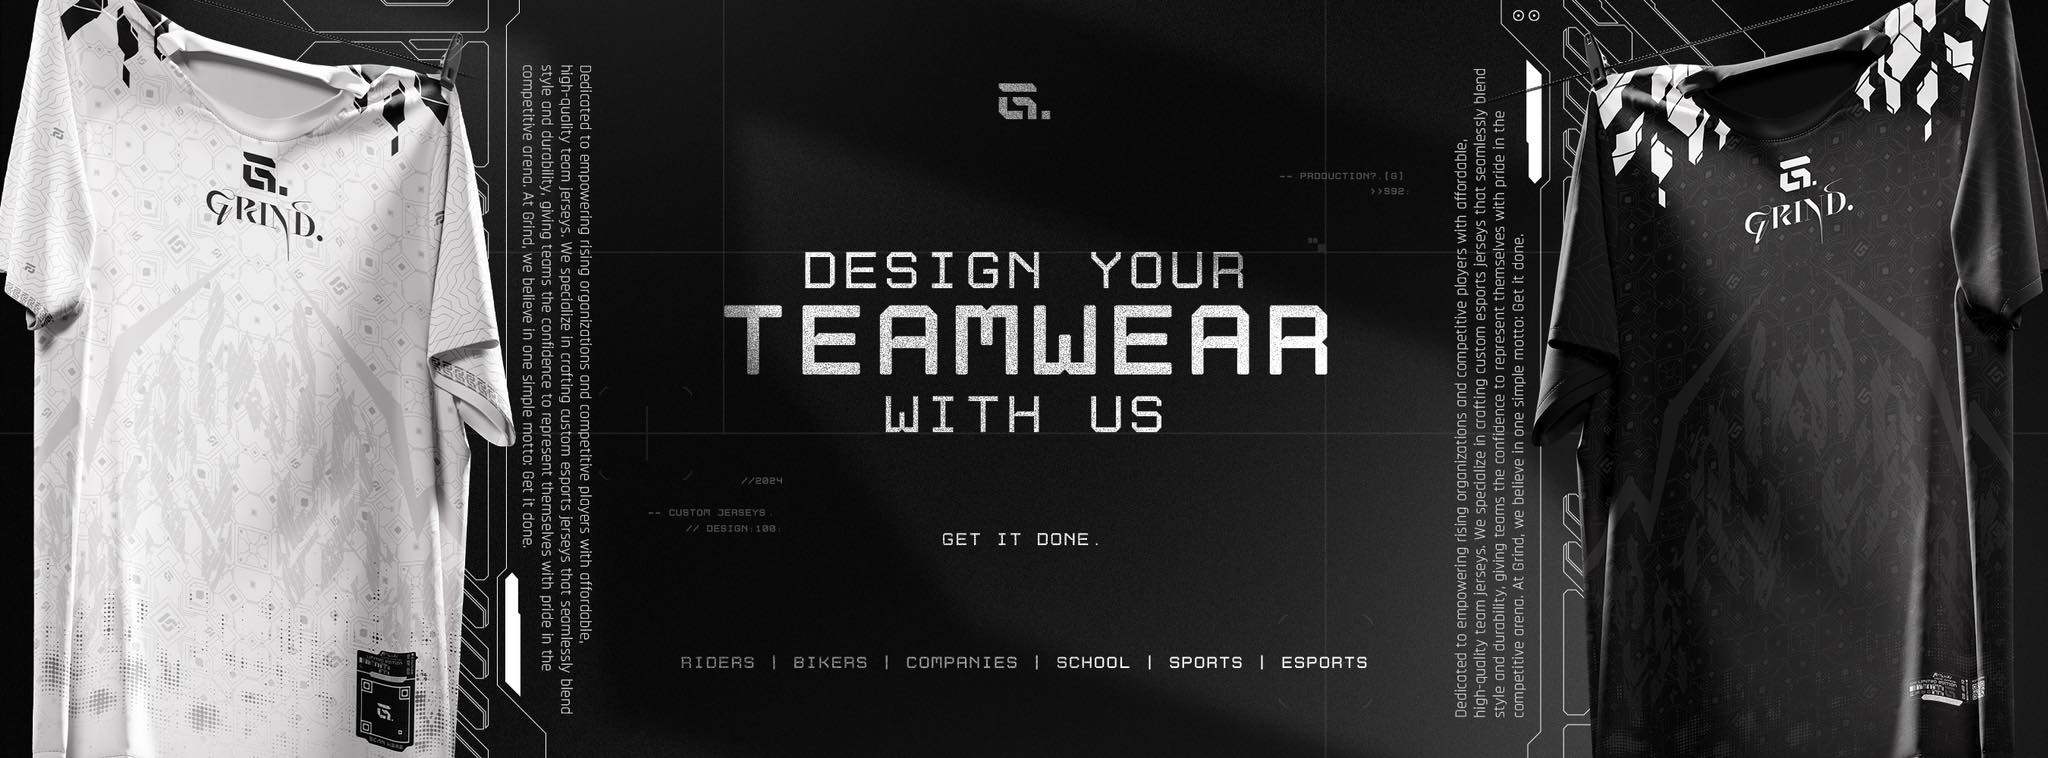 G.
GRIND.
Dedicated to empowering rising organizations and competitive players with affordable,
high-quality team jerseys. We specialize in crafting custom esports jerseys that seamlessly blend
style and durability, giving teams the confidence to represent themselves with pride in the
competitive arena. At Grind, we believe in one simple motto: Get it done.
G.
-- PRODUCTION?.[G]
>>S92:
DESIGN YOUR
TEAMWEAR
WITH US
//2024
-- CUSTOM JERSEYS.
// DESIGN:100:
GET IT DONE.
RIDERS | BIKERS | COMPANIES | SCHOOL | SPORTS | ESPORTS
Dedicated to empowering rising organizations and competitive players with affordable,
high-quality team jerseys. We specialize in crafting custom esports jerseys that seamlessly blend
style and durability, giving teams the confidence to represent themselves with pride in the
competitive arena. At Grind, we believe in one simple motto: Get it done.
G.
GRIND.
LIMITED EDITION
G.
SCAN HERE
LIMITED EDITION